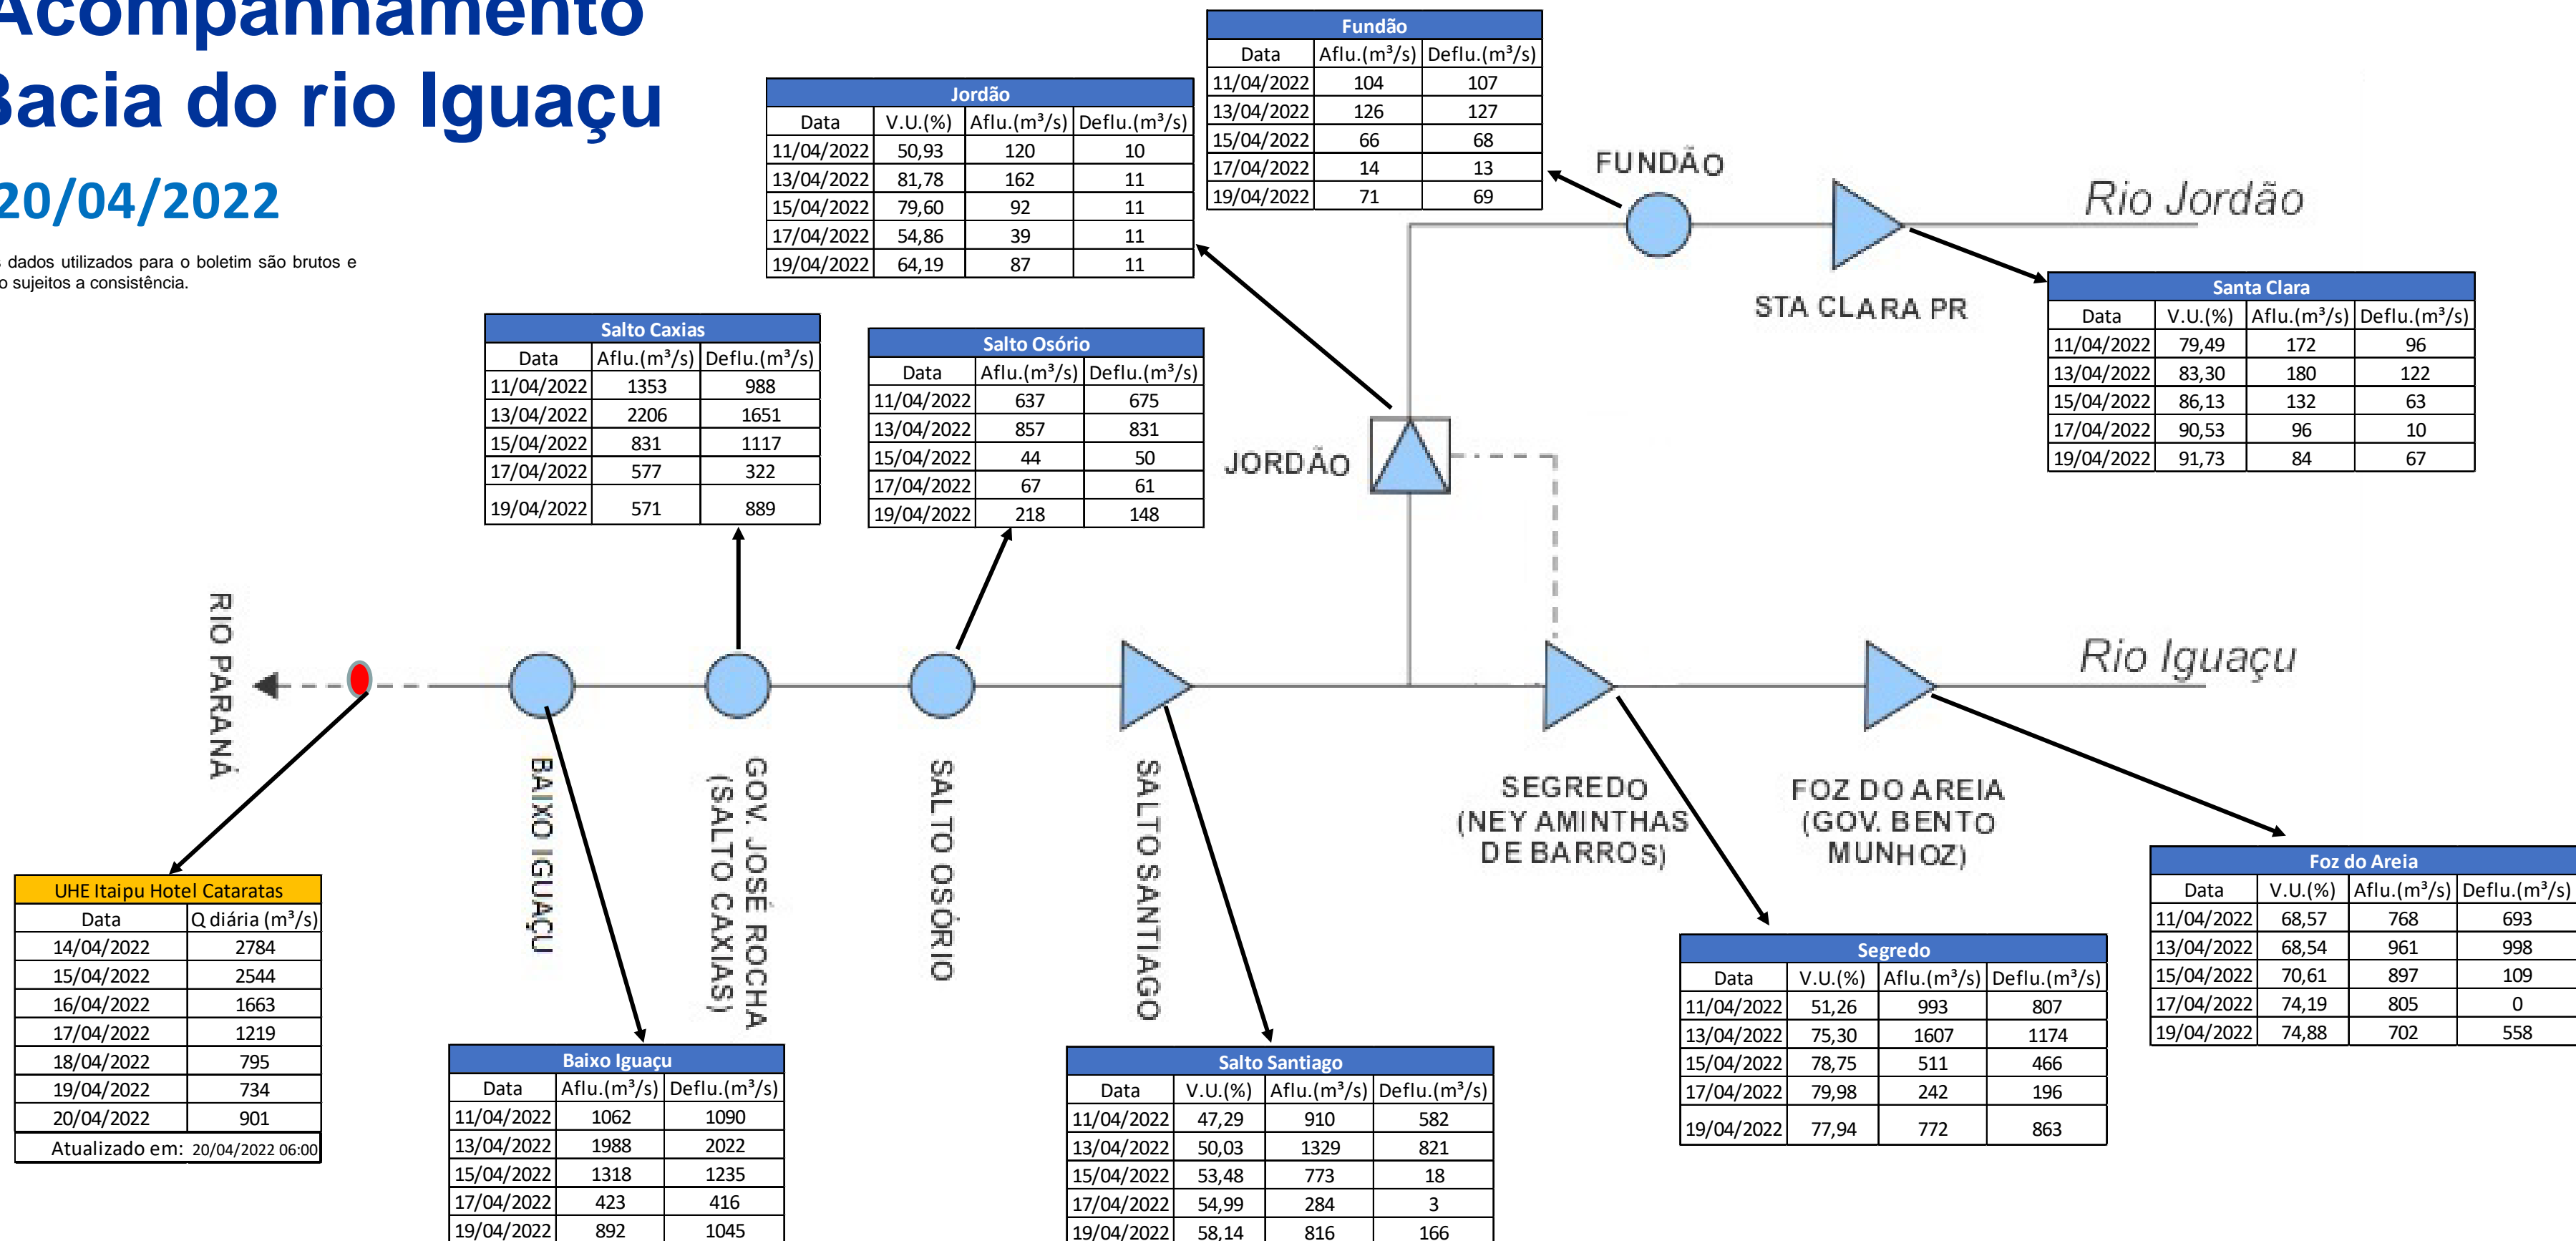 Acompanhamento
Bacia do rio Iguaçu
20/04/2022
s dados utilizados para o boletim são brutos e
o sujeitos a consistência.
Fundão
Data Aflu.(m³/s) Deflu.(m³/s)
11/04/2022 104 107
13/04/2022 126 127
15/04/2022 66 68
17/04/2022 14 13
19/04/2022 71 69
Jordão
Data V.U.(%) Aflu.(m³/s) Deflu.(m³/s)
11/04/2022 50,93 120 10
13/04/2022 81,78 162 11
15/04/2022 79,60 92 11
17/04/2022 54,86 39 11
19/04/2022 64,19 87 11
FUNDÃO
Rio Jordão
STA CLARA PR
Santa Clara
Data V.U.(%) Aflu.(m³/s) Deflu.(m³/s)
11/04/2022 79,49 172 96
13/04/2022 83,30 180 122
15/04/2022 86,13 132 63
17/04/2022 90,53 96 10
19/04/2022 91,73 84 67
Salto Caxias
Data Aflu.(m³/s) Deflu.(m³/s)
11/04/2022 1353 988
13/04/2022 2206 1651
15/04/2022 831 1117
17/04/2022 577 322
19/04/2022 571 889
Salto Osório
Data Aflu.(m³/s) Deflu.(m³/s)
11/04/2022 637 675
13/04/2022 857 831
15/04/2022 44 50
17/04/2022 67 61
19/04/2022 218 148
JORDÃO
RIO PARANÁ
Rio Iguaçu
BAIXO IGUAÇU
GOV. JOSÉ ROCHA
(SALTO CAXIAS)
SALTO OSÓRIO
SALTO SANTIAGO
SEGREDO
(NEY AMINTHAS
DE BARROS)
FOZ DO AREIA
(GOV. BENTO
MUNHOZ)
UHE Itaipu Hotel Cataratas
Data Q diária (m³/s)
14/04/2022 2784
15/04/2022 2544
16/04/2022 1663
17/04/2022 1219
18/04/2022 795
19/04/2022 734
20/04/2022 901
Atualizado em: 20/04/2022 06:00
Baixo Iguaçu
Data Aflu.(m³/s) Deflu.(m³/s)
11/04/2022 1062 1090
13/04/2022 1988 2022
15/04/2022 1318 1235
17/04/2022 423 416
19/04/2022 892 1045
Salto Santiago
Data V.U.(%) Aflu.(m³/s) Deflu.(m³/s)
11/04/2022 47,29 910 582
13/04/2022 50,03 1329 821
15/04/2022 53,48 773 18
17/04/2022 54,99 284 3
19/04/2022 58,14 816 166
Segredo
Data V.U.(%) Aflu.(m³/s) Deflu.(m³/s)
11/04/2022 51,26 993 807
13/04/2022 75,30 1607 1174
15/04/2022 78,75 511 466
17/04/2022 79,98 242 196
19/04/2022 77,94 772 863
Foz do Areia
Data V.U.(%) Aflu.(m³/s) Deflu.(m³/s)
11/04/2022 68,57 768 693
13/04/2022 68,54 961 998
15/04/2022 70,61 897 109
17/04/2022 74,19 805 0
19/04/2022 74,88 702 558